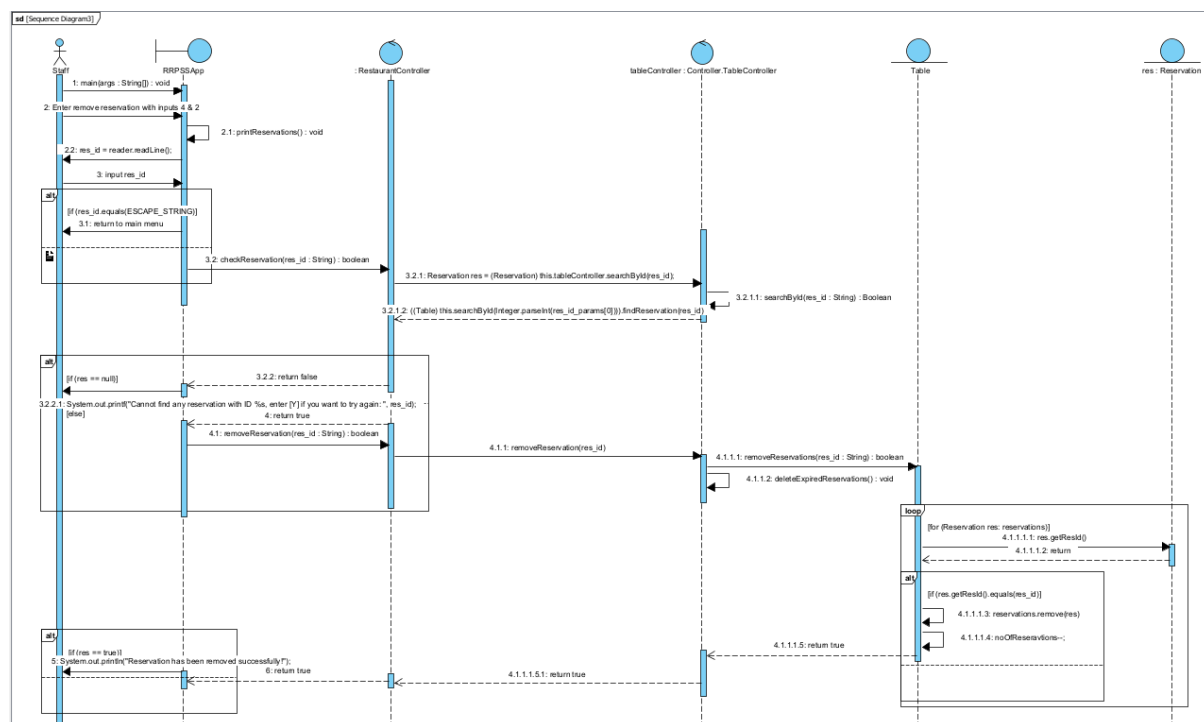 sd [Sequence Diagram3]
Staff
RRPSSApp
: RestaurantController
tableController : Controller.TableController
Table
res : Reservation
1: main(args : String[]) : void
2: Enter remove reservation with inputs 4 & 2
2.1: printReservations() : void
2.2: res_id = reader.readLine();
3: input res_id
alt
[if (res_id.equals(ESCAPE_STRING)]
3.1: return to main menu
3.2: checkReservation(res_id : String) : boolean
3.2.1: Reservation res = (Reservation) this.tableController.searchById(res_id);
3.2.1.1: searchById(res_id : String) : Boolean
3.2.1.2: ((Table) this.searchById(Integer.parseInt(res_id_params[0]))).findReservation(res_id)
alt
[if (res == null)]
3.2.2: return false
3.2.2.1: System.out.printf("Cannot find any reservation with ID %s, enter [Y] if you want to try again: ", res_id);
[else]
4: return true
4.1: removeReservation(res_id : String) : boolean
4.1.1: removeReservation(res_id)
4.1.1.1: removeReservations(res_id : String) : boolean
4.1.1.2: deleteExpiredReservations() : void
loop
[for (Reservation res: reservations)]
4.1.1.1.1: res.getResId()
4.1.1.1.2: return
alt
[if (res.getResId().equals(res_id)]
4.1.1.1.3: reservations.remove(res)
4.1.1.1.4: noOfReseravtions--;
4.1.1.1.5: return true
alt
[if (res == true)]
5: System.out.println("Reservation has been removed successfully!");
6: return true
4.1.1.1.5.1: return true